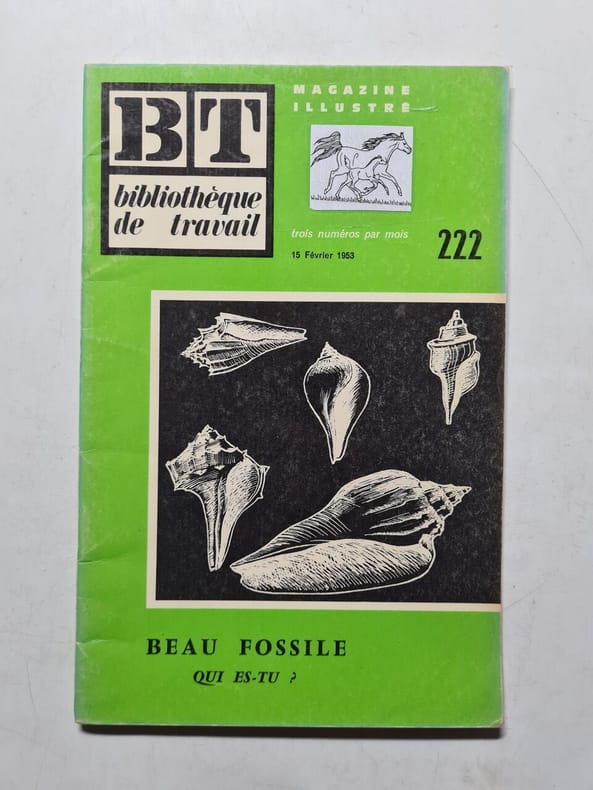 BT
bibliothèque
de travail
MAGAZINE
ILLUSTRÉ
trois numéros par mois
15 Février 1953
222
BEAU FOSSILE
QUI ES-TU ?